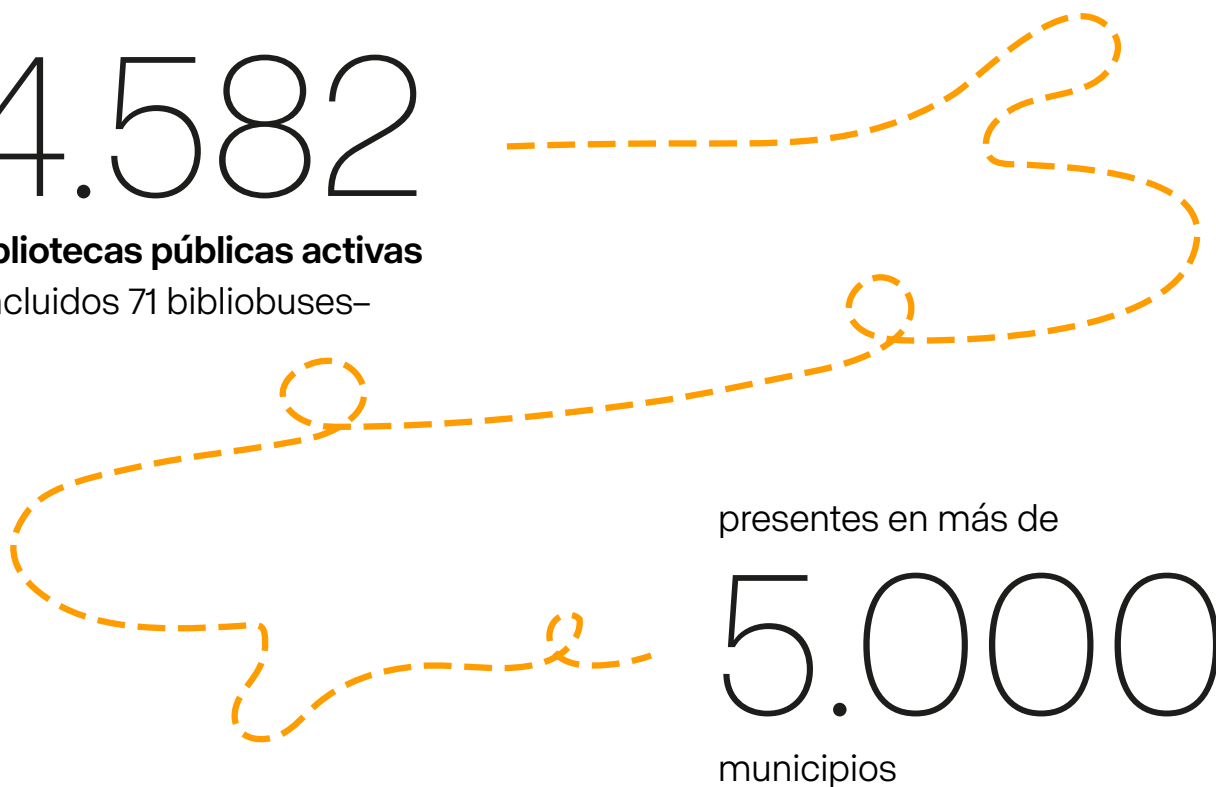 4.582
bliotecas públicas activas
ncluidos 71 bibliobuses–
presentes en más de
5.000
municipios